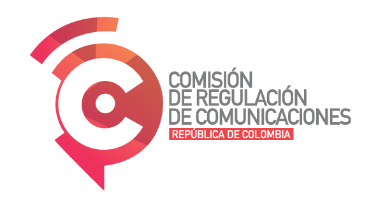 COMISIÓN
DE REGULACIÓN
DE COMUNICACIONES
REPÚBLICA DE COLOMBIA